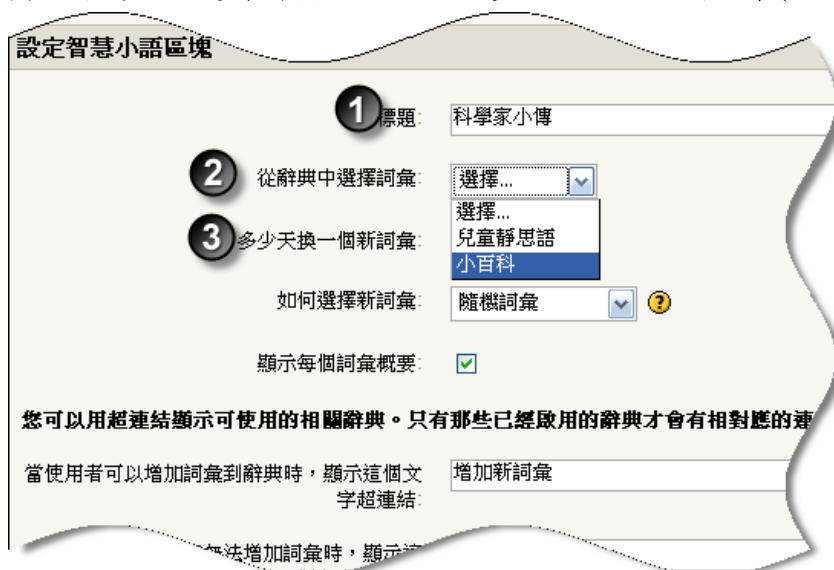 設定智慧小語區塊
1 標題: 科學家小傳
2 從辭典中選擇詞彙: 選擇...
選擇...
3 多少天換一個新詞彙: 兒童靜思語
小百科
如何選擇新詞彙: 隨機詞彙 ?
顯示每個詞彙概要:
您可以用超連結顯示可使用的相關辭典。只有那些已經啟用的辭典才會有相對應的連
當使用者可以增加詞彙到辭典時,顯示這個文 增加新詞彙
字超連結:
無法增加詞彙時,顯示這